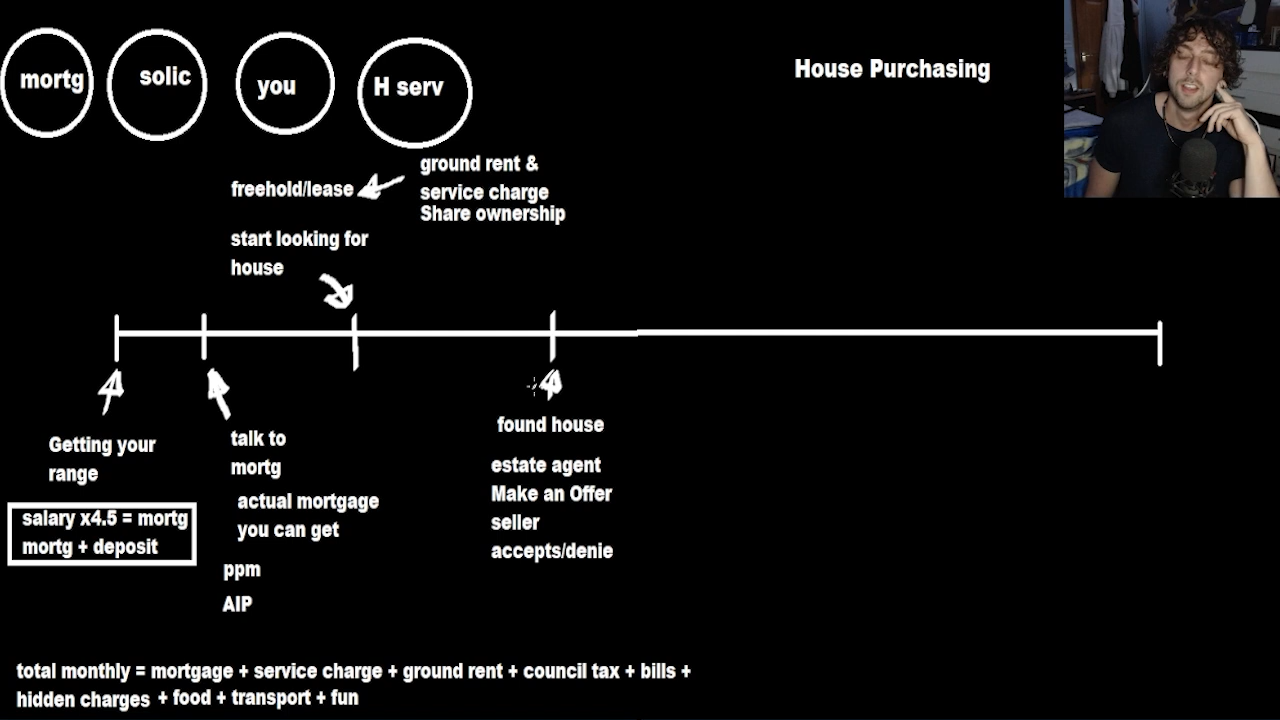 mortg
solic
you
H serv
House Purchasing
ground rent &
service charge
Share ownership
freehold/lease
start looking for
house
Getting your
range
salary x4.5 = mortg
mortg + deposit
talk to
mortg
actual mortgage
you can get
ppm
AIP
found house
estate agent
Make an Offer
seller
accepts/denie
total monthly = mortgage + service charge + ground rent + council tax + bills +
hidden charges + food + transport + fun